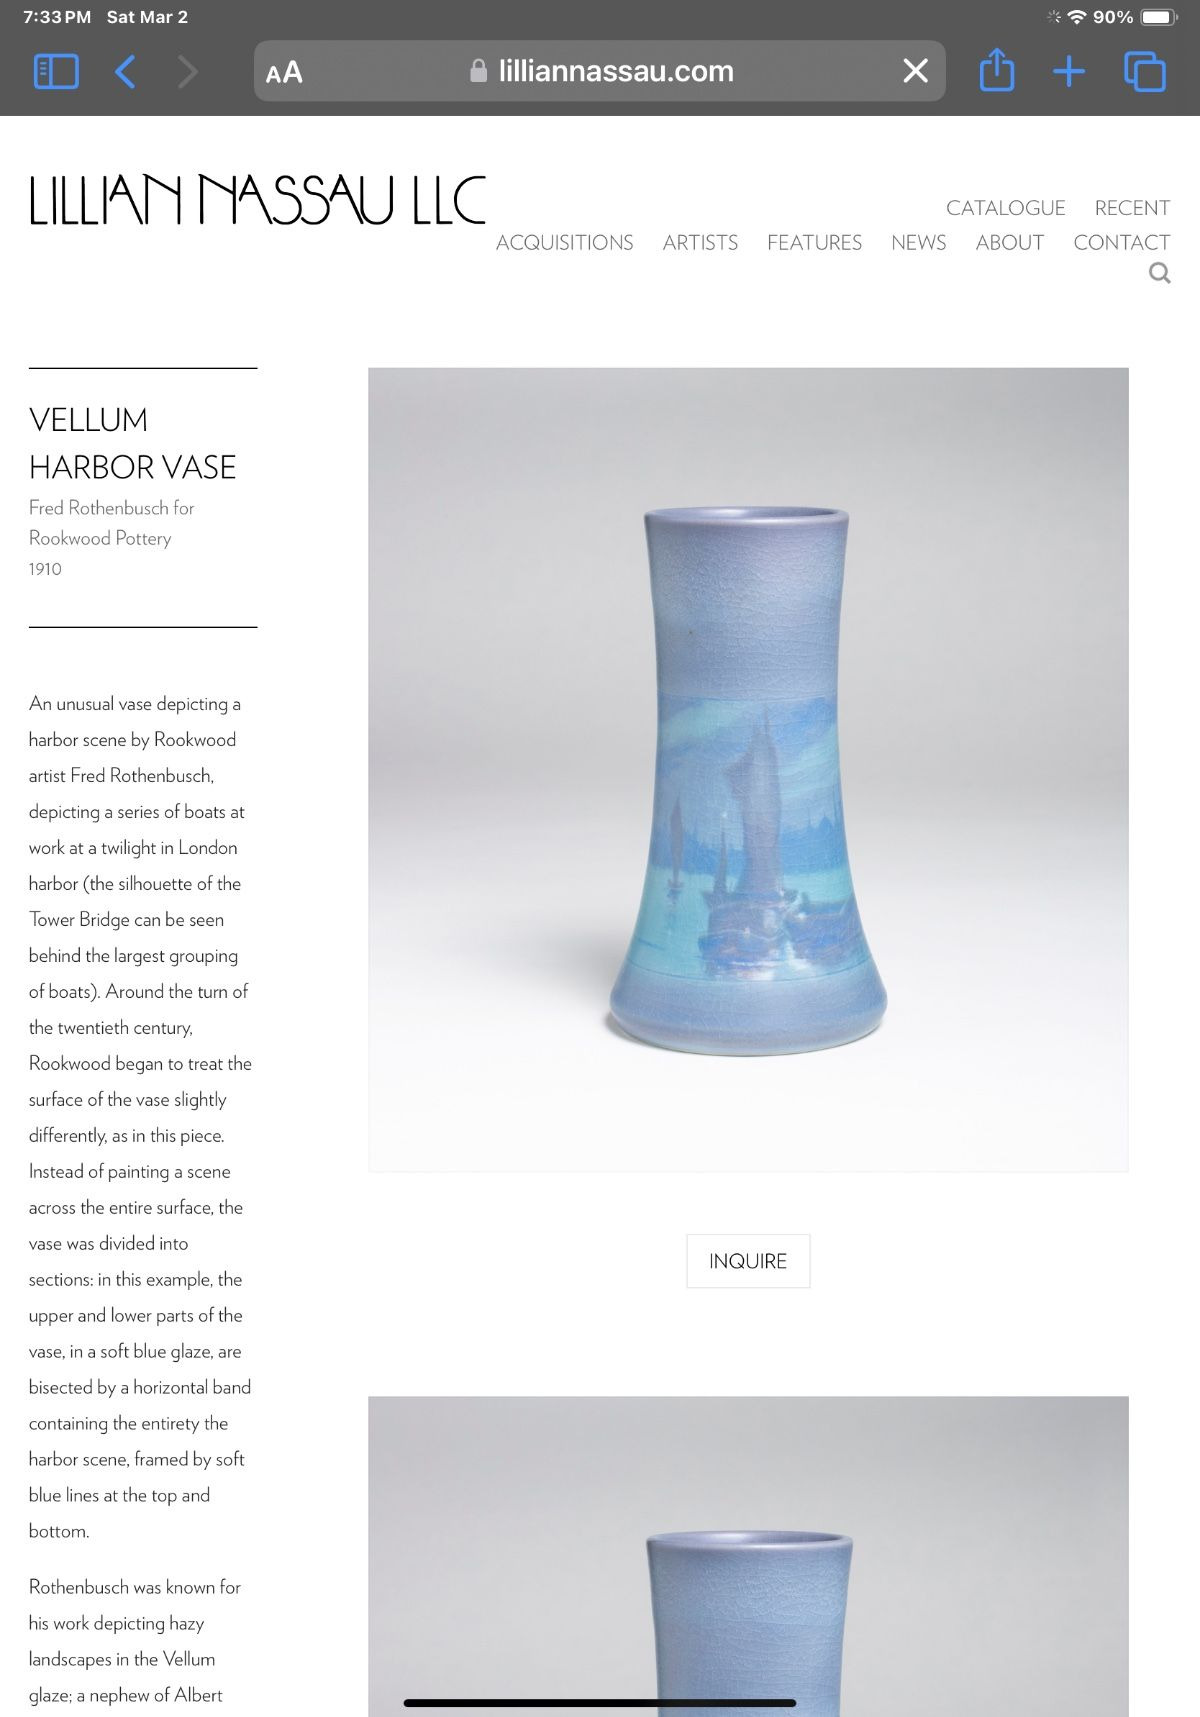 7:33 PM Sat Mar 2
90%
AA
lilliannassau.com
LILLIAN NASSAU LLC
CATALOGUE RECENT
ACQUISITIONS ARTISTS FEATURES NEWS ABOUT CONTACT
VELLUM
HARBOR VASE
Fred Rothenbusch for
Rookwood Pottery
1910
An unusual vase depicting a
harbor scene by Rookwood
artist Fred Rothenbusch,
depicting a series of boats at
work at a twilight in London
harbor (the silhouette of the
Tower Bridge can be seen
behind the largest grouping
of boats). Around the turn of
the twentieth century,
Rookwood began to treat the
surface of the vase slightly
differently, as in this piece.
Instead of painting a scene
across the entire surface, the
vase was divided into
sections: in this example, the
upper and lower parts of the
vase, in a soft blue glaze, are
bisected by a horizontal band
containing the entirety the
harbor scene, framed by soft
blue lines at the top and
bottom.
Rothenbusch was known for
his work depicting hazy
landscapes in the Vellum
glaze; a nephew of Albert
INQUIRE